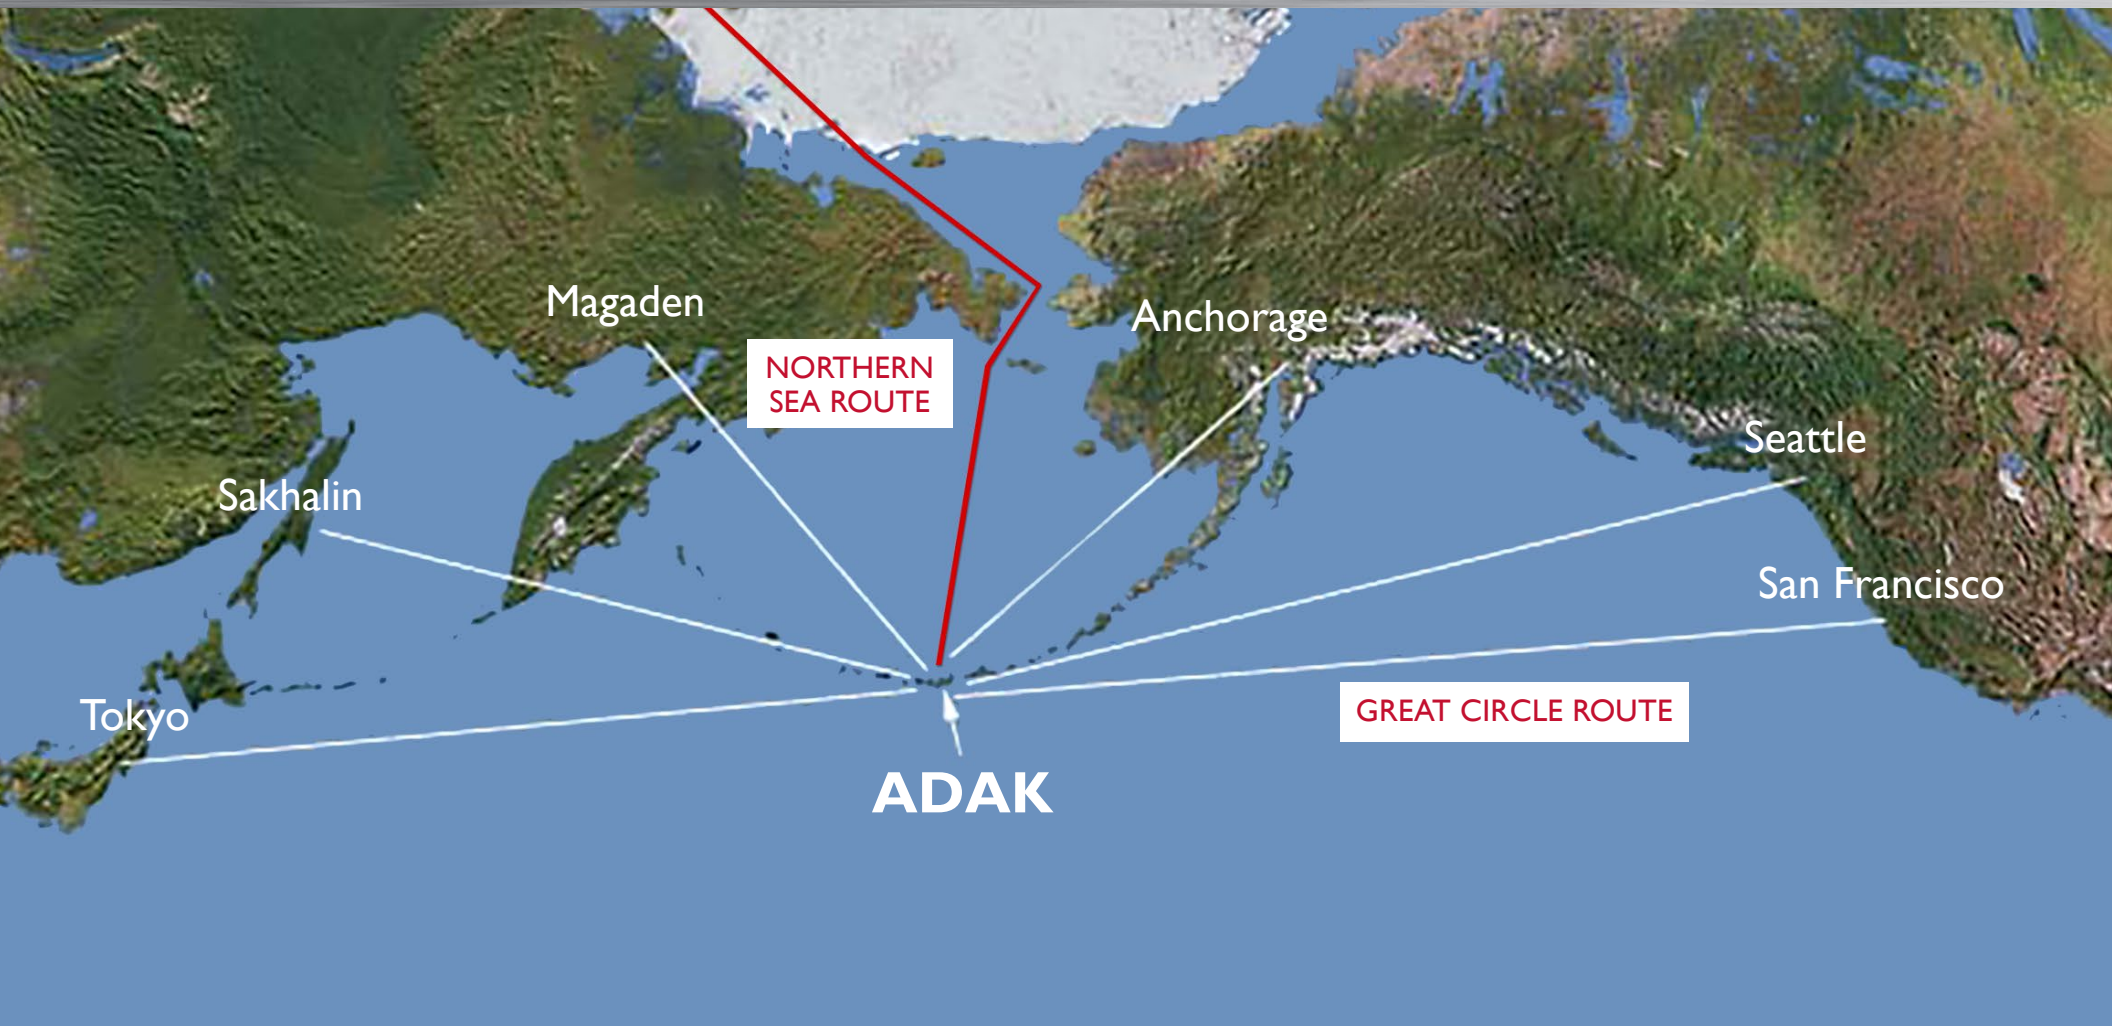 Magaden
Anchorage
NORTHERN
SEA ROUTE
Seattle
Sakhalin
San Francisco
Tokyo
GREAT CIRCLE ROUTE
ADAK